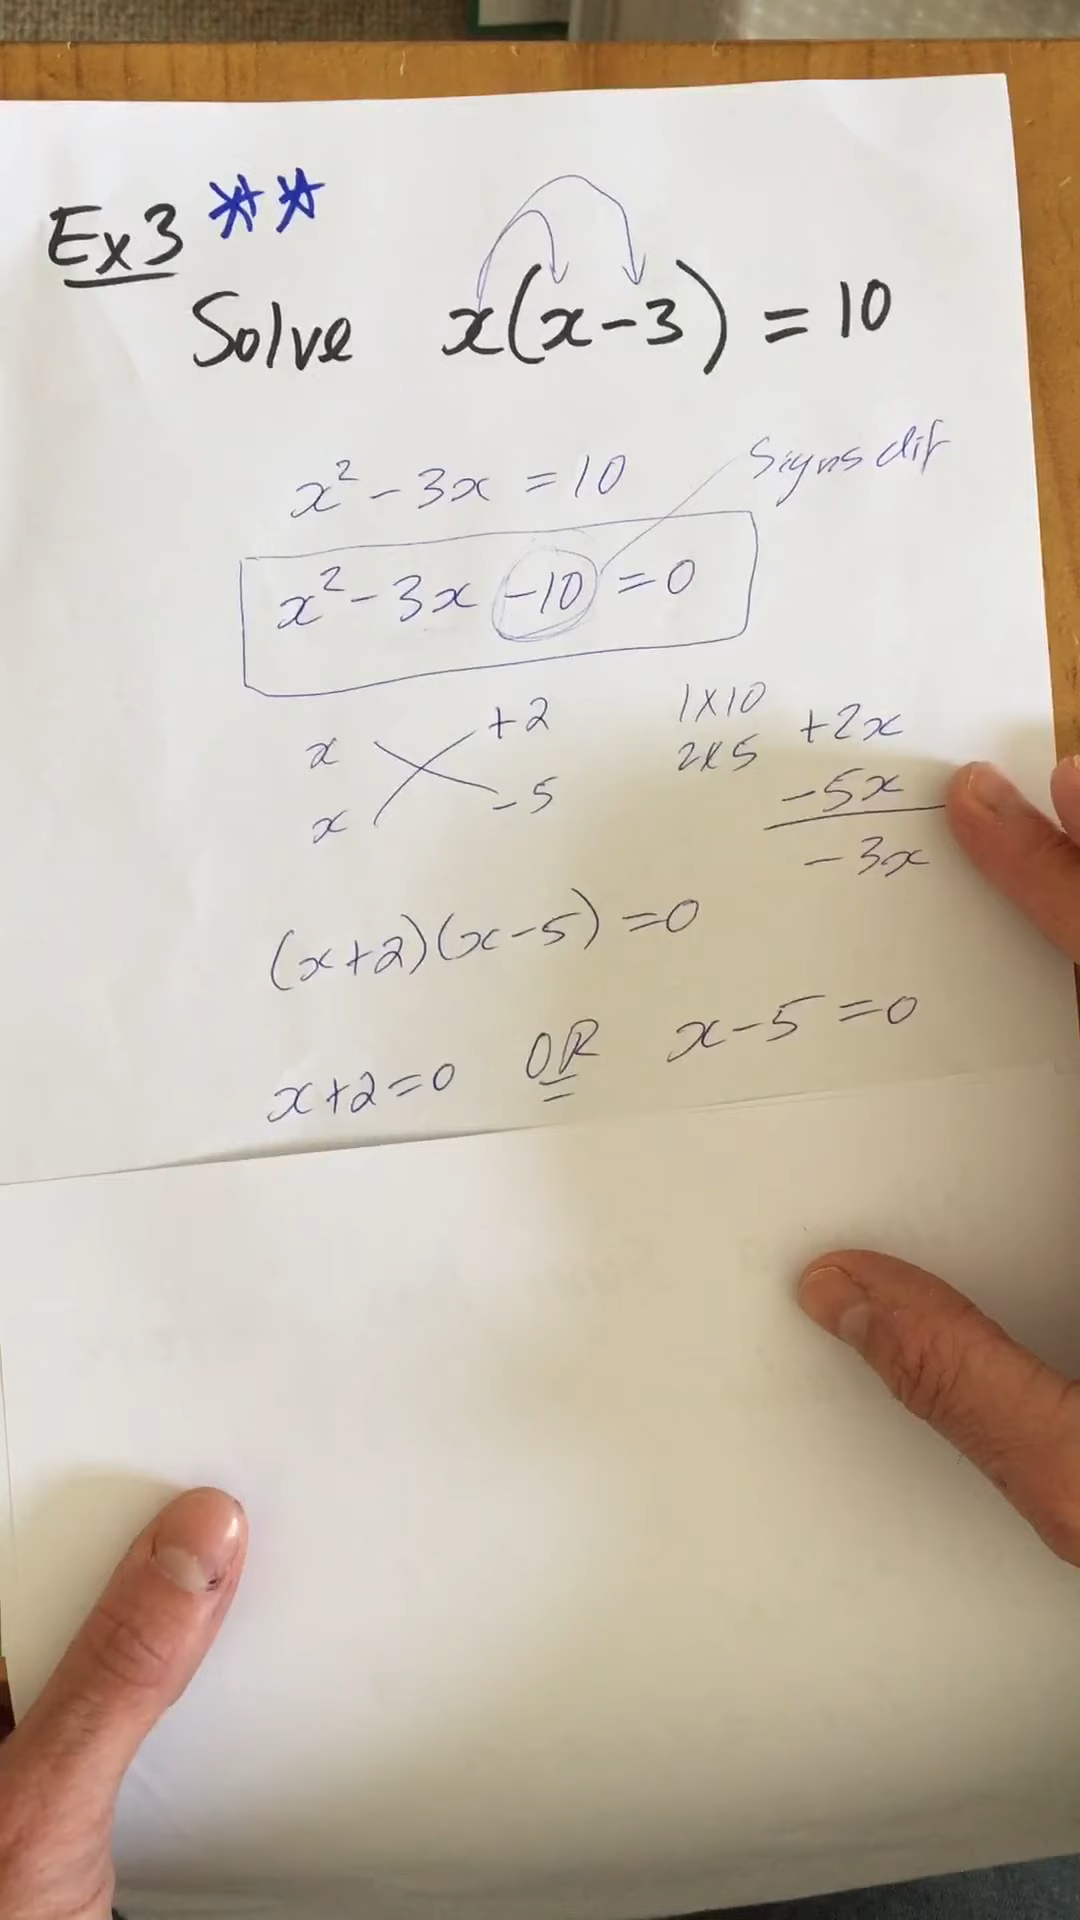 Ex3 **
Solve x(x-3) = 10
x² - 3x = 10
Signs dif
x² - 3x -10 = 0
x +2
x -5
1x10
2x5
+2x
-5x
-3x
(x+2)(x-5) = 0
x+2=0 OR x-5=0